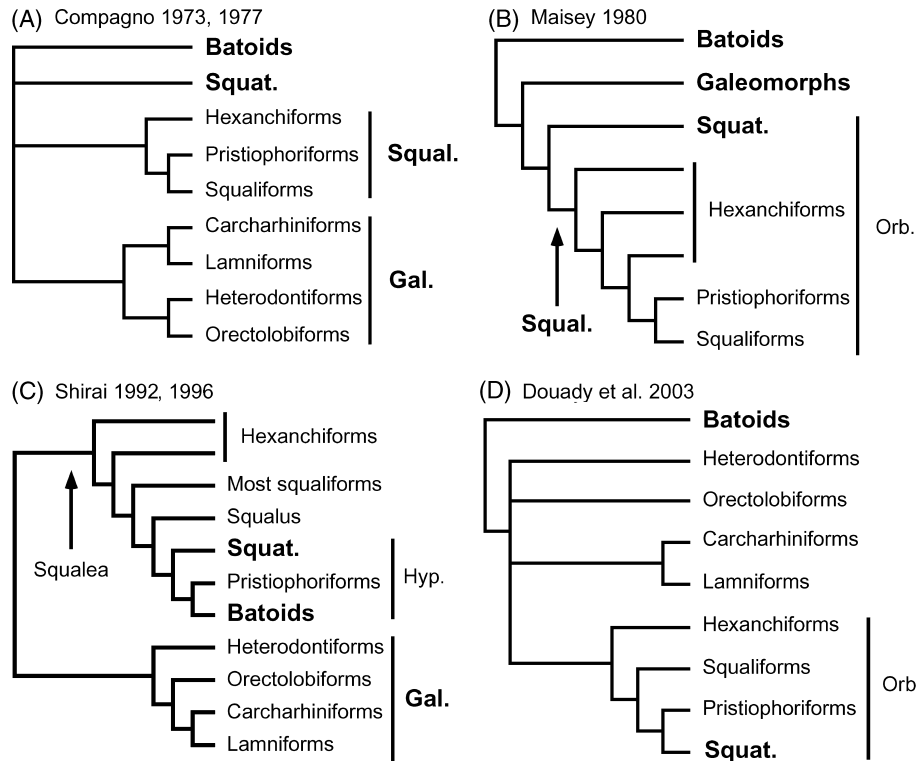 (A) Compagno 1973, 1977
Batoids
Squat.
Hexanchiforms
Pristiophoriforms
Squaliforms
Squal.
Carcharhiniforms
Lamniforms
Heterodontiforms
Orectolobiforms
Gal.
(B) Maisey 1980
Batoids
Galeomorphs
Squat.
Hexanchiforms
Orb.
Pristiophoriforms
Squaliforms
Squal.
(C) Shirai 1992, 1996
Hexanchiforms
Most squaliforms
Squalus
Squat.
Pristiophoriforms
Batoids
Hyp.
Squalea
Heterodontiforms
Orectolobiforms
Carcharhiniforms
Lamniforms
Gal.
(D) Douady et al. 2003
Batoids
Heterodontiforms
Orectolobiforms
Carcharhiniforms
Lamniforms
Hexanchiforms
Squaliforms
Pristiophoriforms
Squat.
Orb